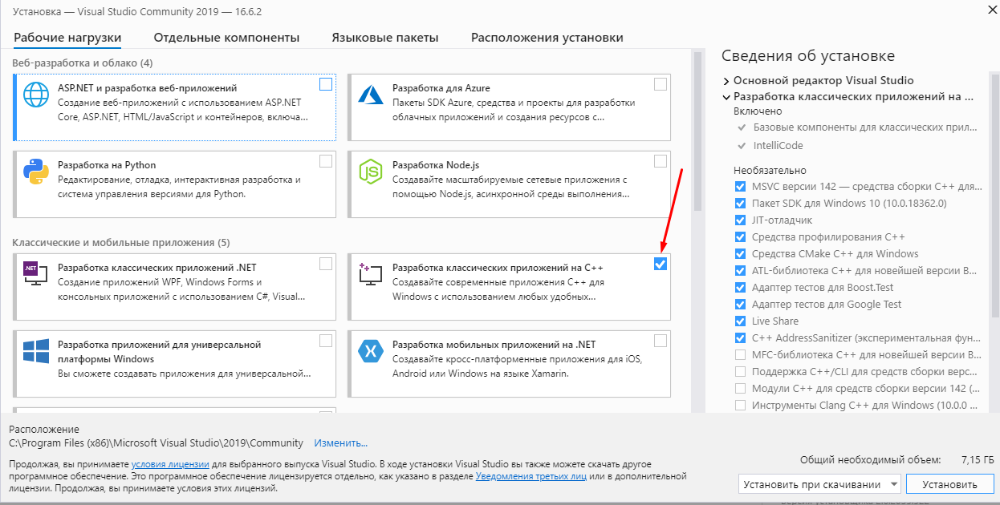 Установка — Visual Studio Community 2019 — 16.6.2
Рабочие нагрузки
Отдельные компоненты
Языковые пакеты
Расположения установки
Веб-разработка и облако (4)
ASP.NET и разработка веб-приложений
Создание веб-приложений с использованием ASP.NET
Core, ASP.NET, HTML/JavaScript и контейнеров, включа...
Разработка для Azure
Пакеты SDK Azure, средства и проекты для разработки
облачных приложений и создания ресурсов с...
Разработка на Python
Редактирование, отладка, интерактивная разработка и
система управления версиями для Python.
Разработка Node.js
Создавайте масштабируемые сетевые приложения с
помощью Node.js, асинхронной среды выполнения...
Классические и мобильные приложения (5)
.NET
Разработка классических приложений .NET
Создание приложений WPF, Windows Forms и
консольных приложений с использованием C#, Visual...
Разработка классических приложений на C++
Создавайте современные приложения C++ для
Windows с использованием любых удобных...
Разработка приложений для универсальной
платформы Windows
Вы сможете создавать приложения для универсальной...
Разработка мобильных приложений на .NET
Создавайте кросс-платформенные приложения для iOS,
Android или Windows на языке Xamarin.
Сведения об установке
Основной редактор Visual Studio
Разработка классических приложений на ...
Включено
Базовые компоненты для классических прил...
IntelliCode
Необязательно
MSVC версии 142 — средства сборки C++ для...
Пакет SDK для Windows 10 (10.0.18362.0)
JIT-отладчик
Средства профилирования C++
Средства CMake C++ для Windows
ATL-библиотека C++ для новейшей версии B...
Адаптер тестов для Boost.Test
Адаптер тестов для Google Test
Live Share
C++ AddressSanitizer (экспериментальная фун...
MFC-библиотека C++ для новейшей версии B...
Поддержка C++/CLI для средств сборки верс...
Модули C++ для средств сборки версии 142 (...
Инструменты Clang C++ для Windows (10.0.0 ...
Расположение
C:\Program Files (x86)\Microsoft Visual Studio\2019\Community Изменить...
Продолжая, вы принимаете условия лицензии для выбранного выпуска Visual Studio. В ходе установки Visual Studio вы также можете скачать другое
программное обеспечение. Это программное обеспечение лицензируется отдельно, как указано в разделе Уведомления третьих лиц или в дополнительной
лицензии. Продолжая, вы принимаете условия этих лицензий.
Общий необходимый объем: 7,15 ГБ
Установить при скачивании
Установить